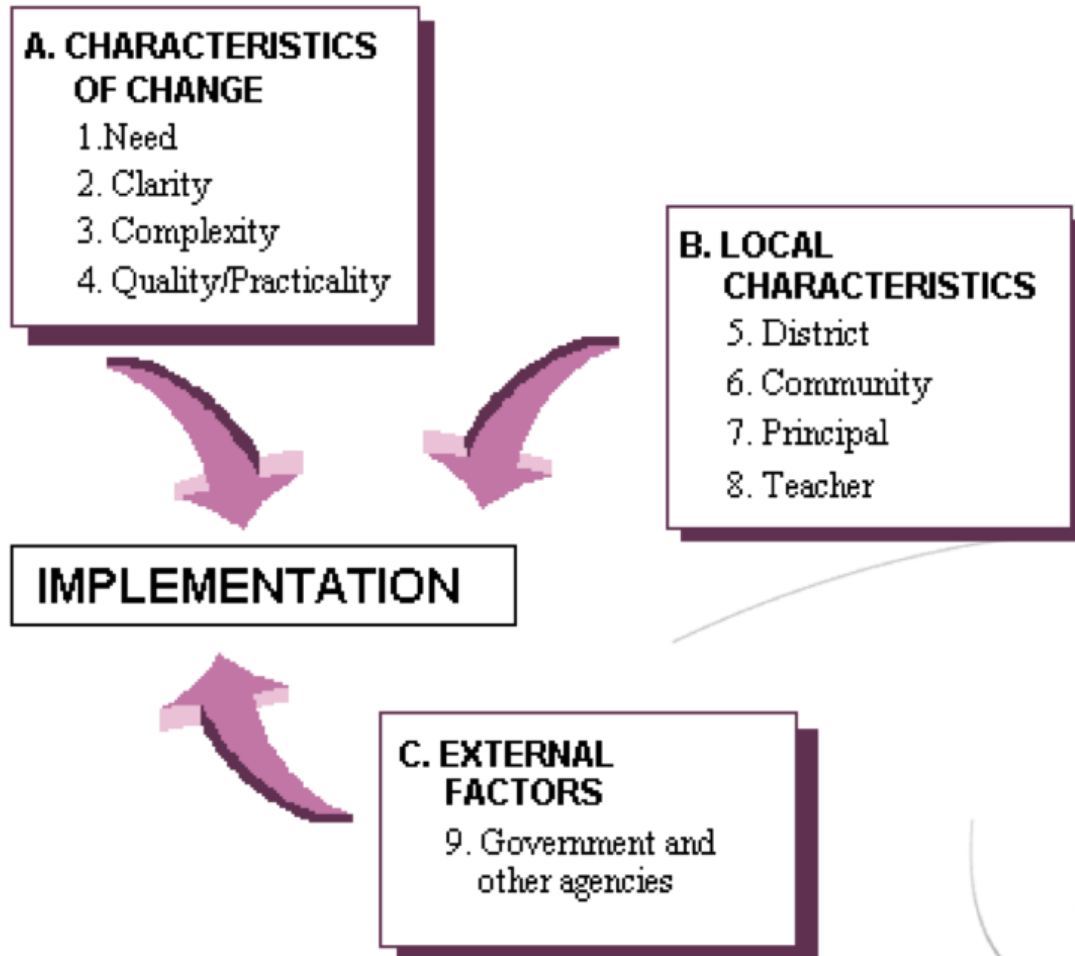 A. CHARACTERISTICS
OF CHANGE
1.Need
2. Clarity
3. Complexity
4. Quality/Practicality
B. LOCAL
CHARACTERISTICS
5. District
6. Community
7. Principal
8. Teacher
IMPLEMENTATION
C. EXTERNAL
FACTORS
9. Government and
other agencies